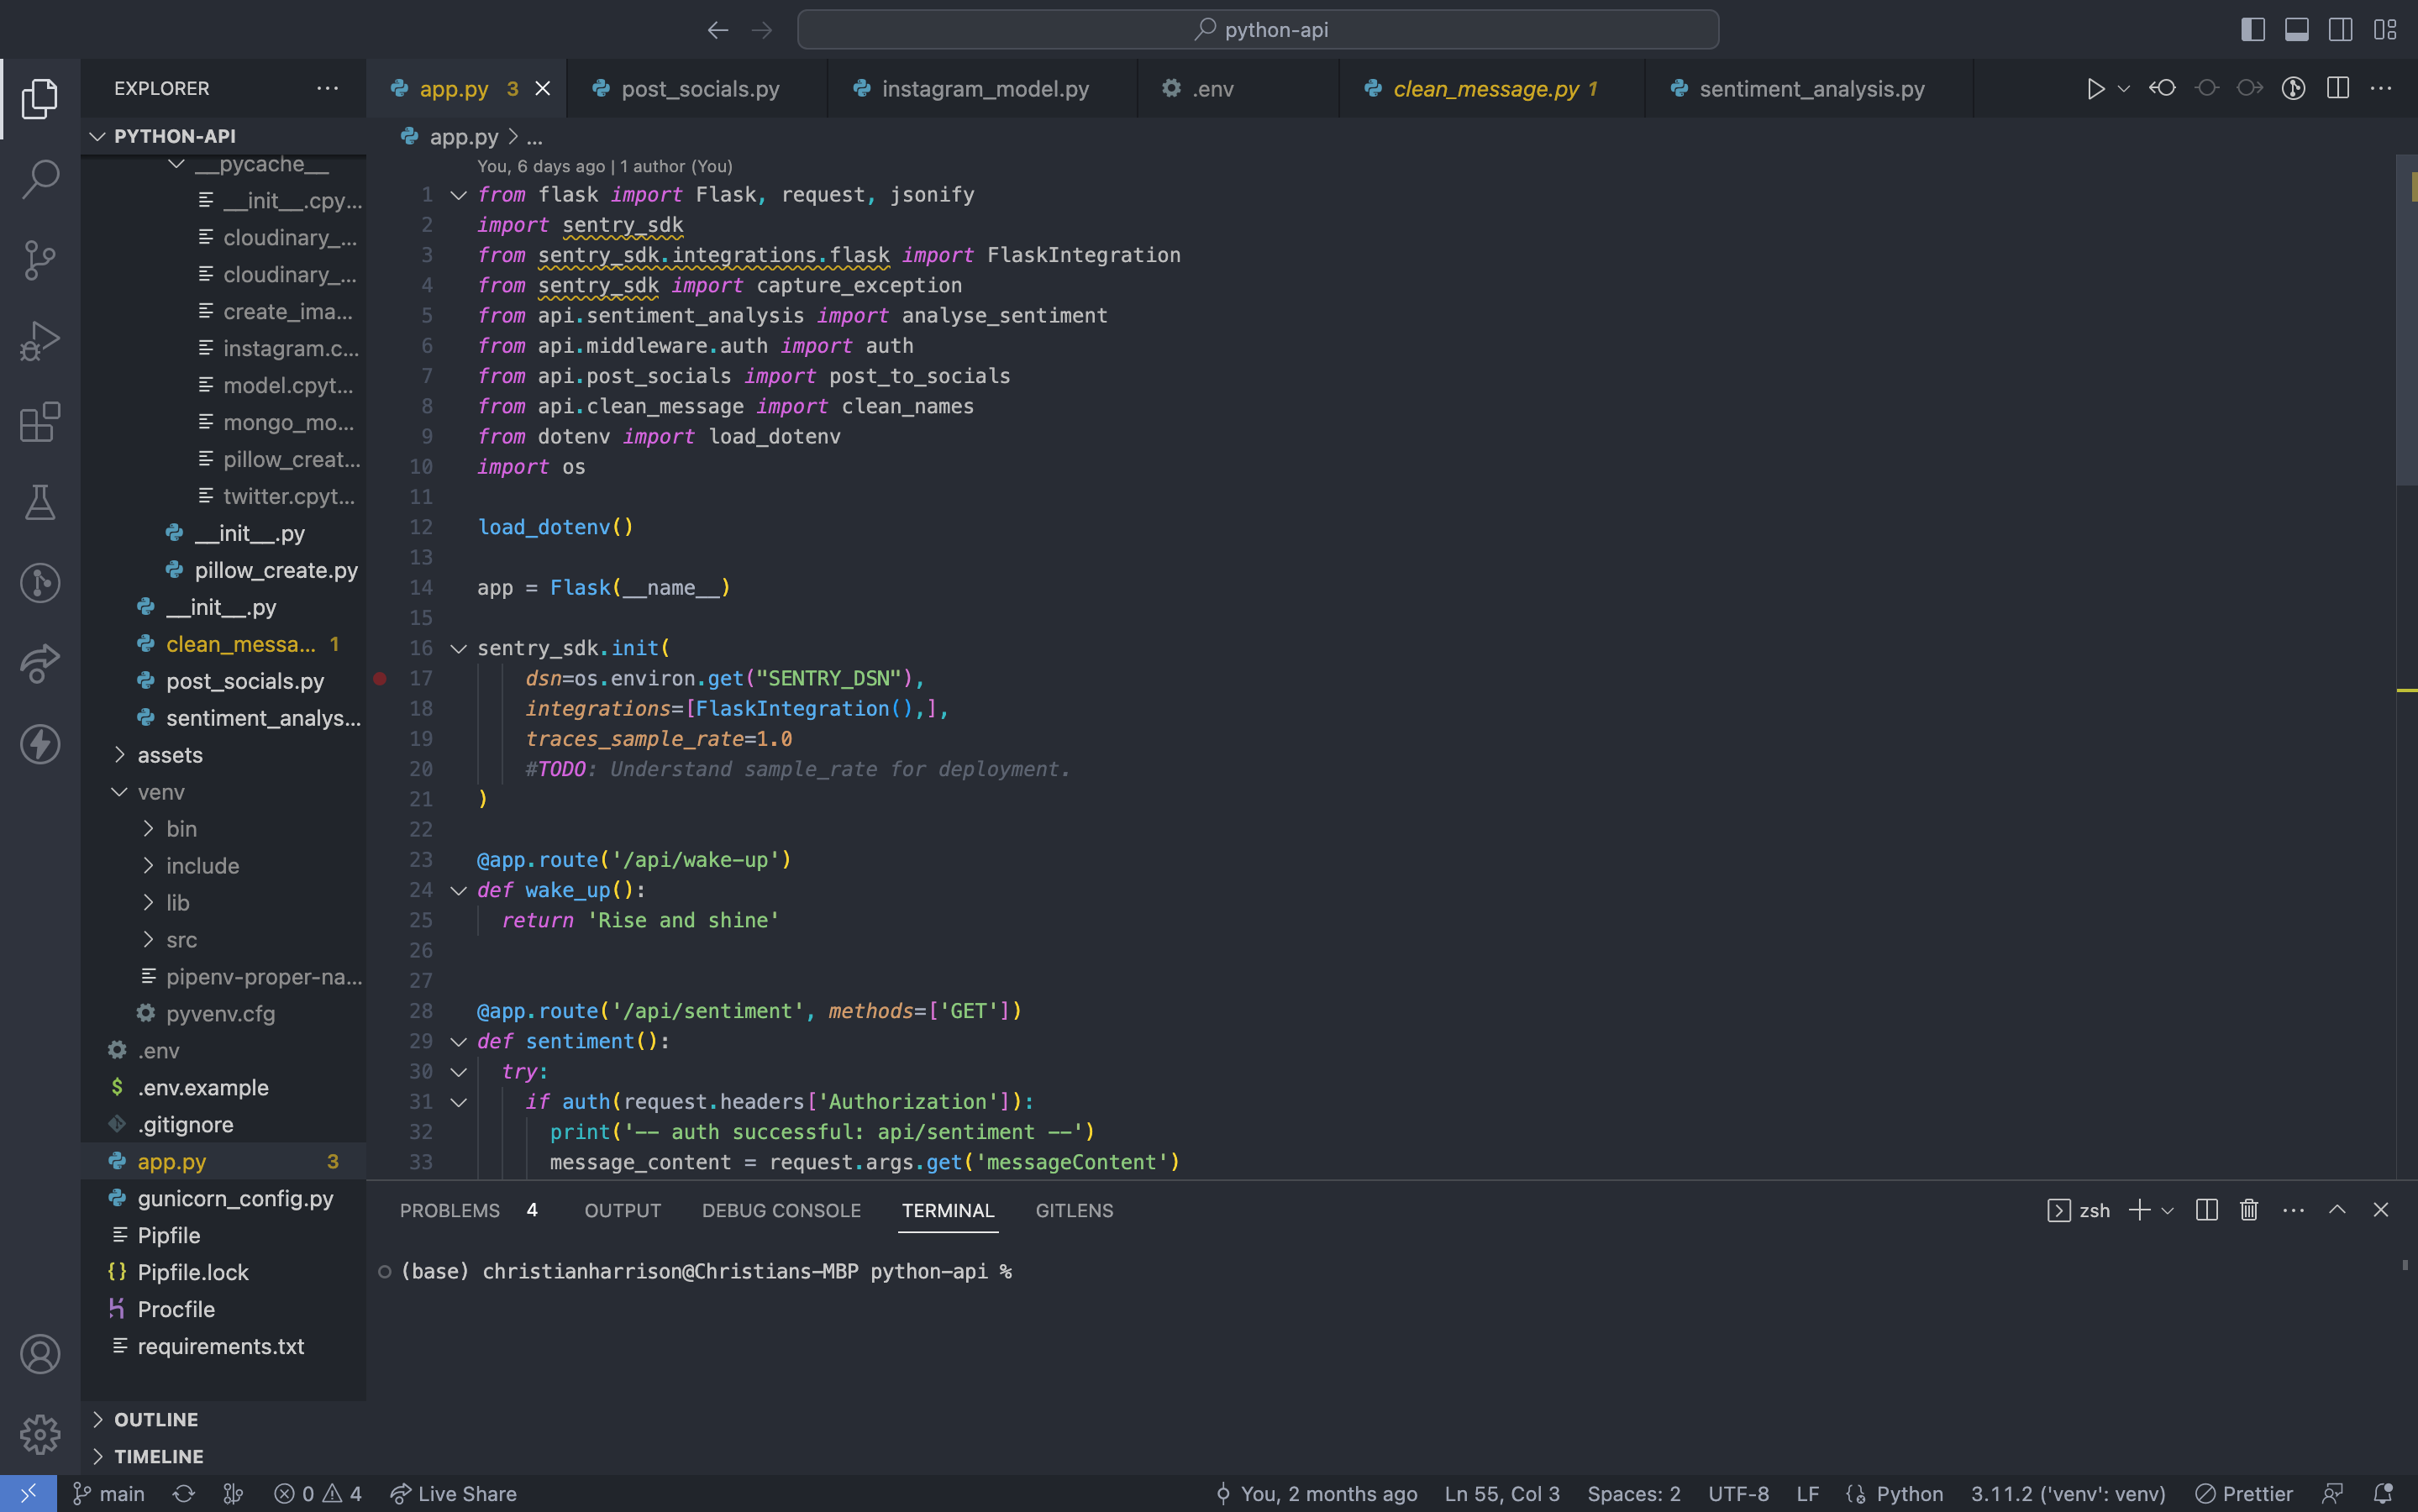 python-api
EXPLORER
app.py 3
post_socials.py
instagram_model.py
.env
clean_message.py 1
sentiment_analysis.py
PYTHON-API
__pycache__
__init__.cpy...
cloudinary_...
cloudinary_...
create_ima...
instagram.c...
model.cpyt...
mongo_mo...
pillow_creat...
twitter.cpyt...
__init__.py
pillow_create.py
__init__.py
clean_messa... 1
post_socials.py
sentiment_analys...
assets
venv
bin
include
lib
src
pipenv-proper-na...
pyvenv.cfg
.env
.env.example
.gitignore
app.py 3
gunicorn_config.py
Pipfile
Pipfile.lock
Procfile
requirements.txt
OUTLINE
TIMELINE
app.py > ...
You, 6 days ago | 1 author (You)
1 from flask import Flask, request, jsonify
2 import sentry_sdk
3 from sentry_sdk.integrations.flask import FlaskIntegration
4 from sentry_sdk import capture_exception
5 from api.sentiment_analysis import analyse_sentiment
6 from api.middleware.auth import auth
7 from api.post_socials import post_to_socials
8 from api.clean_message import clean_names
9 from dotenv import load_dotenv
10 import os
11
12 load_dotenv()
13
14 app = Flask(__name__)
15
16 sentry_sdk.init(
17 dsn=os.environ.get("SENTRY_DSN"),
18 integrations=[FlaskIntegration(),],
19 traces_sample_rate=1.0
20 #TODO: Understand sample_rate for deployment.
21 )
22
23 @app.route('/api/wake-up')
24 def wake_up():
25 return 'Rise and shine'
26
27
28 @app.route('/api/sentiment', methods=['GET'])
29 def sentiment():
30 try:
31 if auth(request.headers['Authorization']):
32 print('-- auth successful: api/sentiment --')
33 message_content = request.args.get('messageContent')
PROBLEMS 4
OUTPUT
DEBUG CONSOLE
TERMINAL
GITLENS
zsh
(base) christianharrison@Christians-MBP python-api %
main
0
4
Live Share
You, 2 months ago
Ln 55, Col 3
Spaces: 2
UTF-8
LF
Python
3.11.2 ('venv': venv)
Prettier